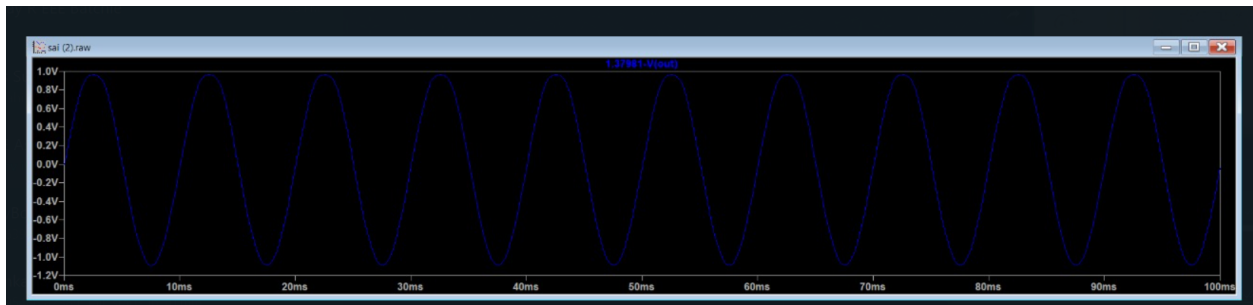 sai (2).raw
1.37981-V(out)
1.0V
0.8V
0.6V
0.4V
0.2V
0.0V
-0.2V
-0.4V
-0.6V
-0.8V
-1.0V
-1.2V
0ms 10ms 20ms 30ms 40ms 50ms 60ms 70ms 80ms 90ms 100ms